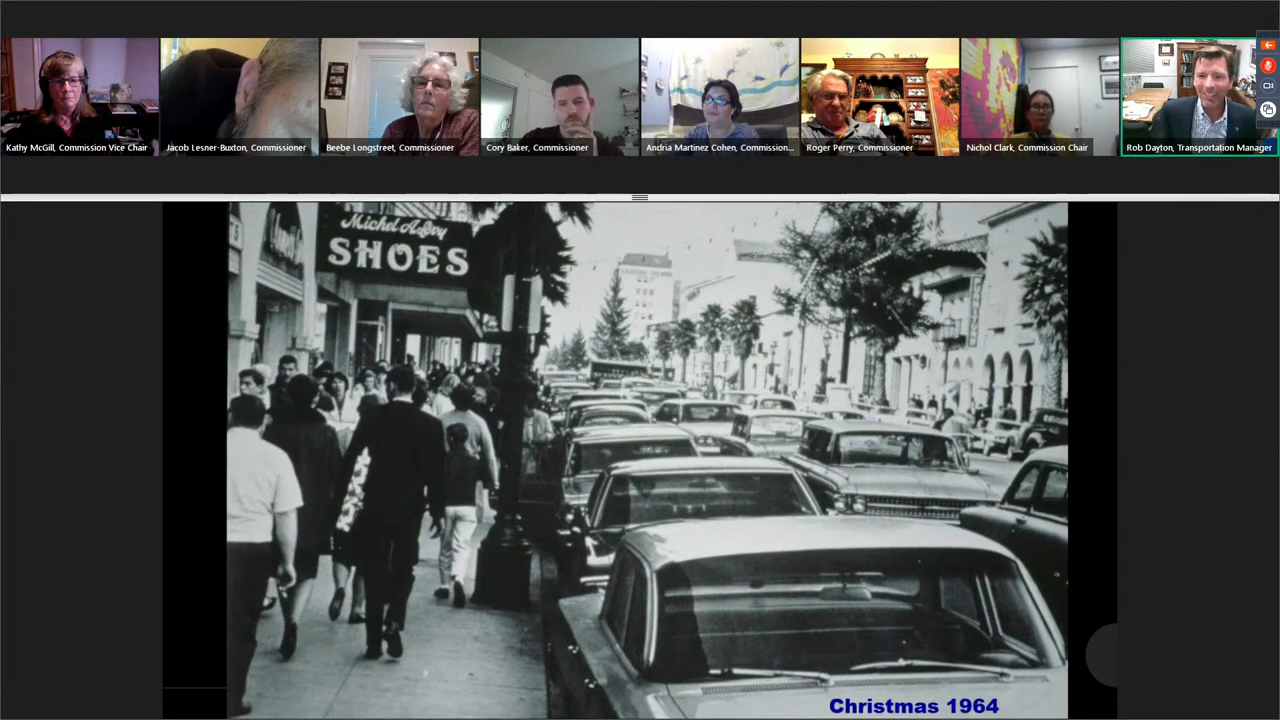 Kathy McGill, Commission Vice Chair
Jacob Lesner-Buxton, Commissioner
Beebe Longstreet, Commissioner
Cory Baker, Commissioner
Andria Martinez Cohen, Commission...
Roger Perry, Commissioner
Nichol Clark, Commission Chair
Rob Dayton, Transportation Manager
Michel A. Levy
SHOES
Christmas 1964